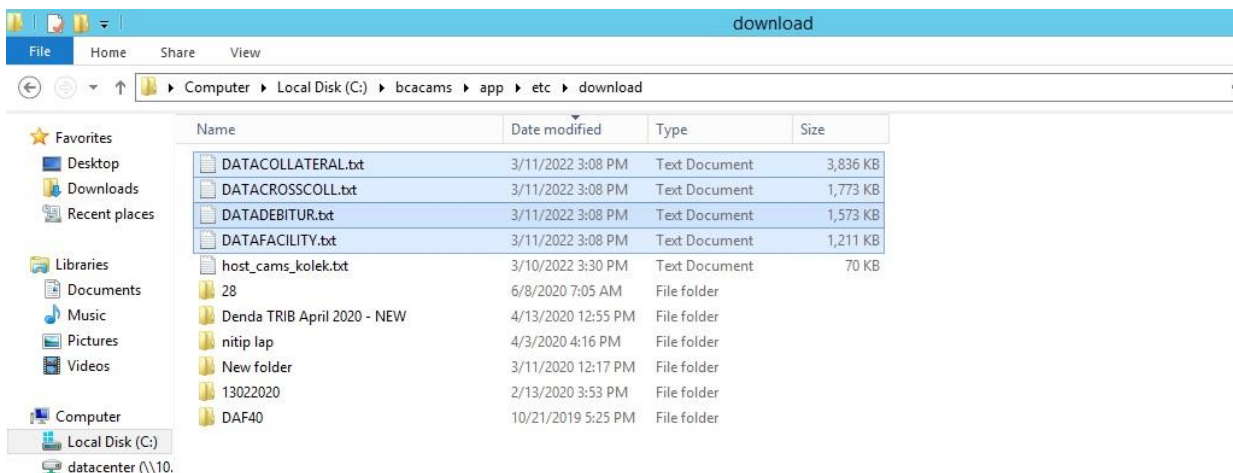 download
File Home Share View
Computer Local Disk (C:) bcacams app etc download
Favorites
Desktop
Downloads
Recent places
Libraries
Documents
Music
Pictures
Videos
Computer
Local Disk (C:)
datacenter (\\10.
Name Date modified Type Size
DATACOLLATERAL.txt 3/11/2022 3:08 PM Text Document 3,836 KB
DATACROSSCOLL.txt 3/11/2022 3:08 PM Text Document 1,773 KB
DATADEBITUR.txt 3/11/2022 3:08 PM Text Document 1,573 KB
DATAFACILITY.txt 3/11/2022 3:08 PM Text Document 1,211 KB
host_cams_kolek.txt 3/10/2022 3:30 PM Text Document 70 KB
28 6/8/2020 7:05 AM File folder
Denda TRIB April 2020 - NEW 4/13/2020 12:55 PM File folder
nitip lap 4/3/2020 4:16 PM File folder
New folder 3/11/2020 12:17 PM File folder
13022020 2/13/2020 3:53 PM File folder
DAF40 10/21/2019 5:25 PM File folder